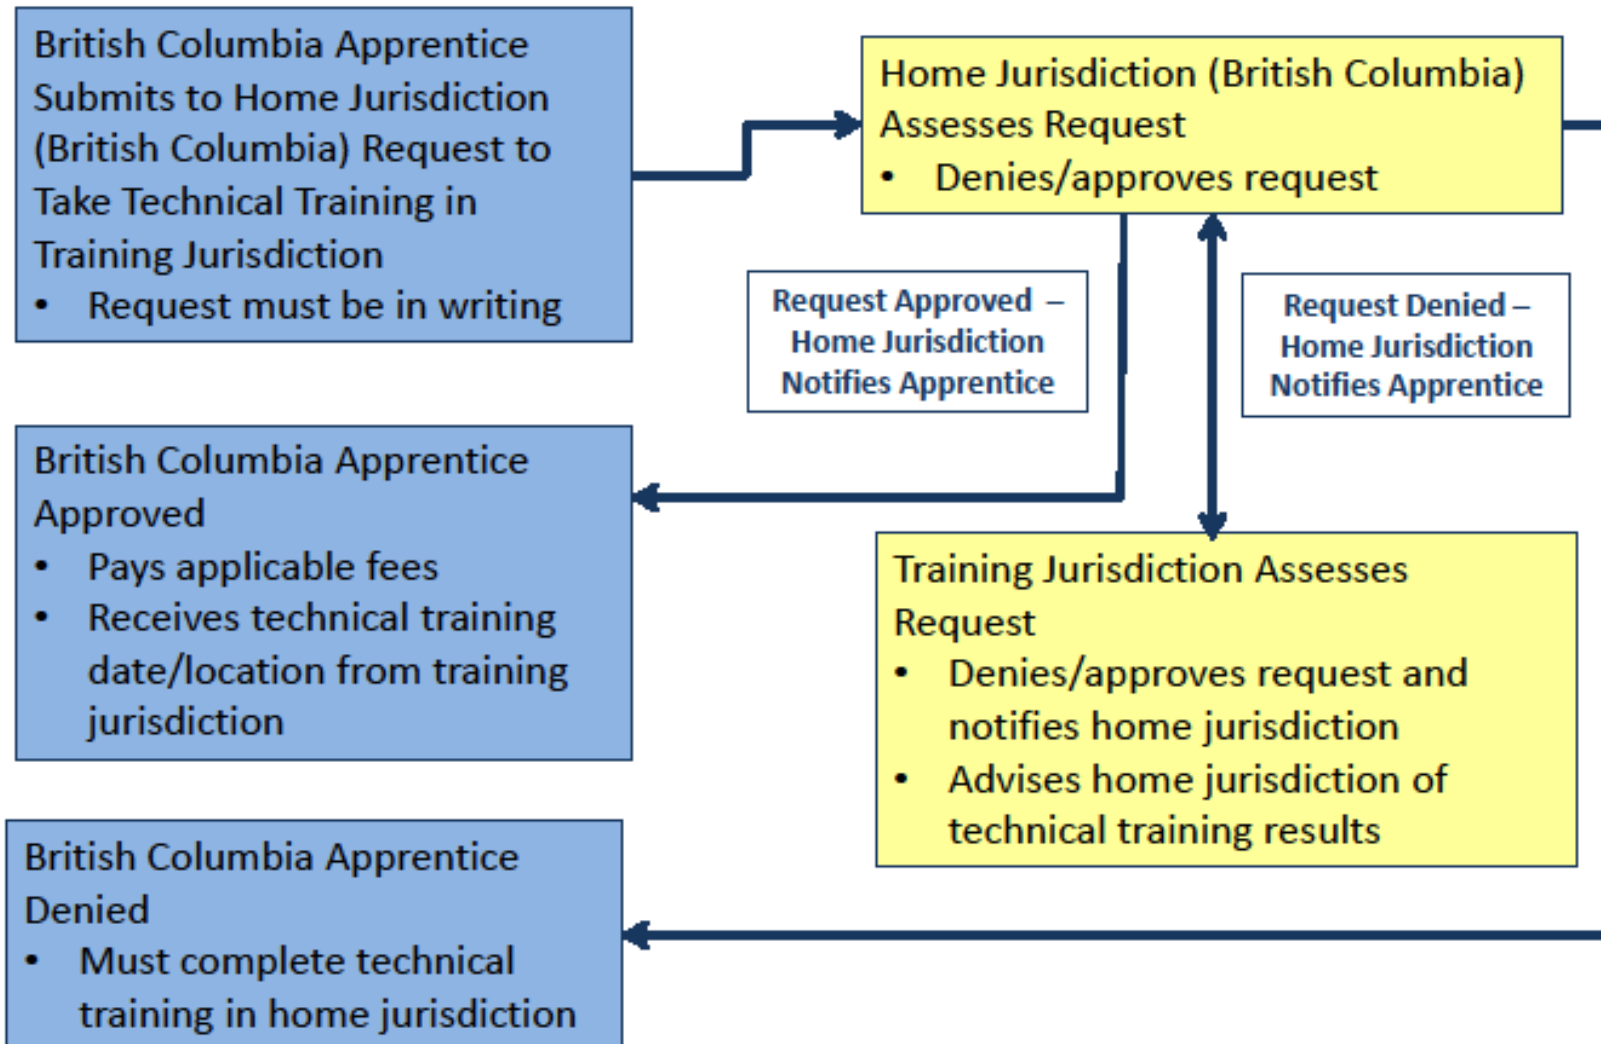 British Columbia Apprentice
Submits to Home Jurisdiction
(British Columbia) Request to
Take Technical Training in
Training Jurisdiction
• Request must be in writing
Home Jurisdiction (British Columbia)
Assesses Request
• Denies/approves request
Request Approved –
Home Jurisdiction
Notifies Apprentice
Request Denied –
Home Jurisdiction
Notifies Apprentice
British Columbia Apprentice
Approved
• Pays applicable fees
• Receives technical training
date/location from training
jurisdiction
Training Jurisdiction Assesses
Request
• Denies/approves request and
notifies home jurisdiction
• Advises home jurisdiction of
technical training results
British Columbia Apprentice
Denied
• Must complete technical
training in home jurisdiction